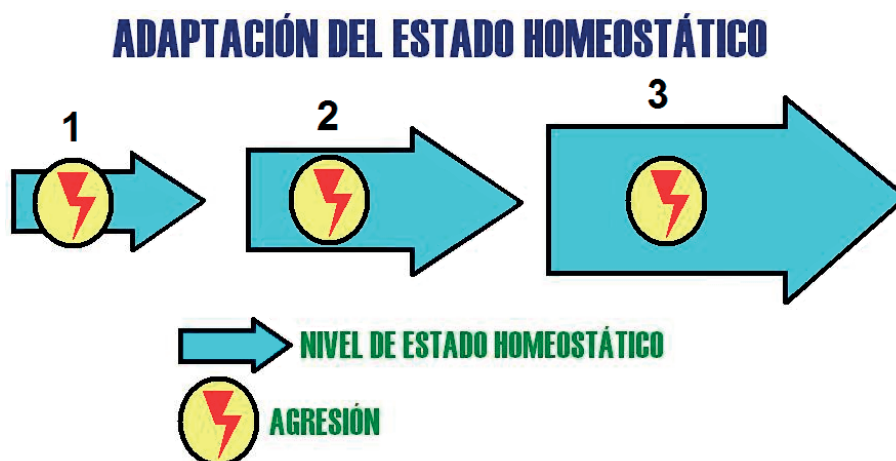 ADAPTACIÓN DEL ESTADO HOMEOSTÁTICO
1
2
3
NIVEL DE ESTADO HOMEOSTÁTICO
AGRESIÓN